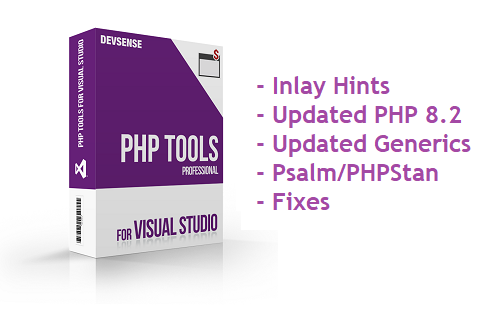 DEVSENSE
PHP TOOLS FOR VISUAL STUDIO
PHP TOOLS
PROFESSIONAL
FOR VISUAL STUDIO
- Inlay Hints
- Updated PHP 8.2
- Updated Generics
- Psalm/PHPStan
- Fixes